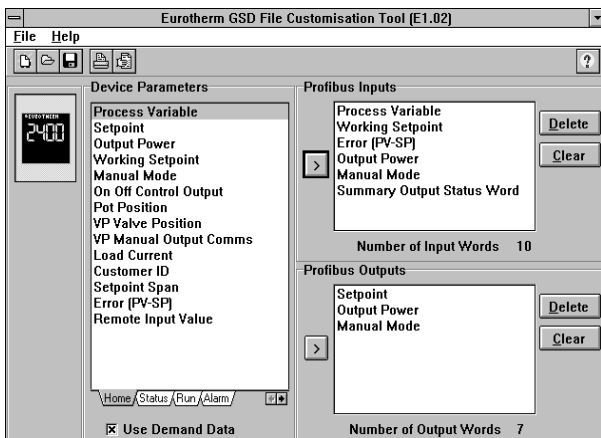 Eurotherm GSD File Customisation Tool (E1.02)
File Help
?
EUROTHERM
2400
Device Parameters
Process Variable
Setpoint
Output Power
Working Setpoint
Manual Mode
On Off Control Output
Pot Position
VP Valve Position
VP Manual Output Comms
Load Current
Customer ID
Setpoint Span
Error (PV-SP)
Remote Input Value
Home Status Run Alarm
Use Demand Data
Profibus Inputs
>
Process Variable
Working Setpoint
Error (PV-SP)
Output Power
Manual Mode
Summary Output Status Word
Delete
Clear
Number of Input Words 10
Profibus Outputs
>
Setpoint
Output Power
Manual Mode
Delete
Clear
Number of Output Words 7